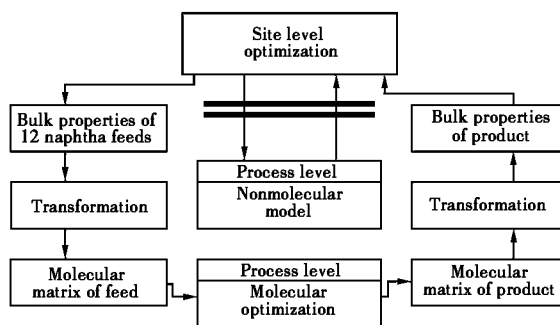 Site level
optimization
Bulk properties of
12 naphtha feeds
Transformation
Molecular
matrix of feed
Process level
Nonmolecular
model
Process level
Molecular
optimization
Bulk properties
of product
Transformation
Molecular
matrix of product